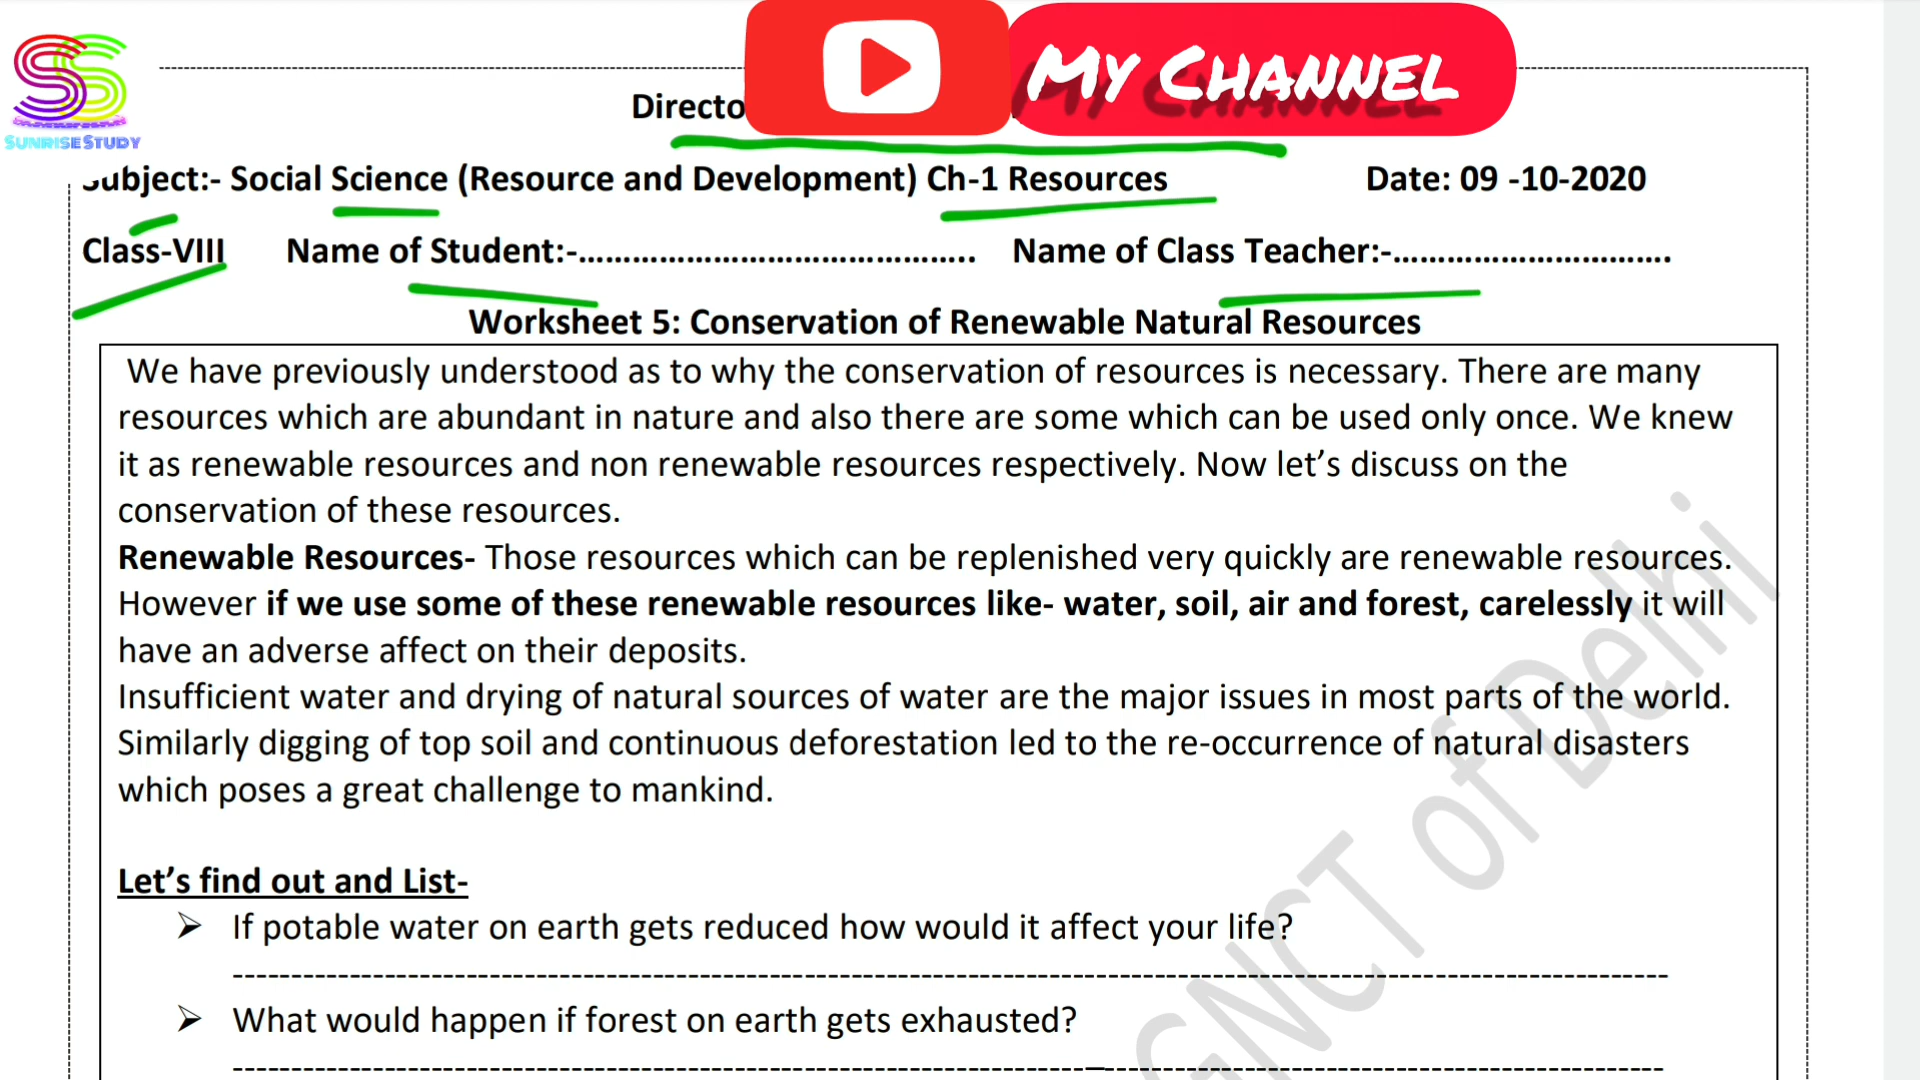 My Channel
SunriseStudy
Directo
Subject:- Social Science (Resource and Development) Ch-1 Resources Date: 09 -10-2020
Class-VIII Name of Student:-........................................... Name of Class Teacher:-...............................
Worksheet 5: Conservation of Renewable Natural Resources
We have previously understood as to why the conservation of resources is necessary. There are many
resources which are abundant in nature and also there are some which can be used only once. We knew
it as renewable resources and non renewable resources respectively. Now let’s discuss on the
conservation of these resources.
Renewable Resources- Those resources which can be replenished very quickly are renewable resources.
However if we use some of these renewable resources like- water, soil, air and forest, carelessly it will
have an adverse affect on their deposits.
Insufficient water and drying of natural sources of water are the major issues in most parts of the world.
Similarly digging of top soil and continuous deforestation led to the re-occurrence of natural disasters
which poses a great challenge to mankind.
Let’s find out and List-
➢ If potable water on earth gets reduced how would it affect your life?
➢ What would happen if forest on earth gets exhausted?
GNCT of Delhi